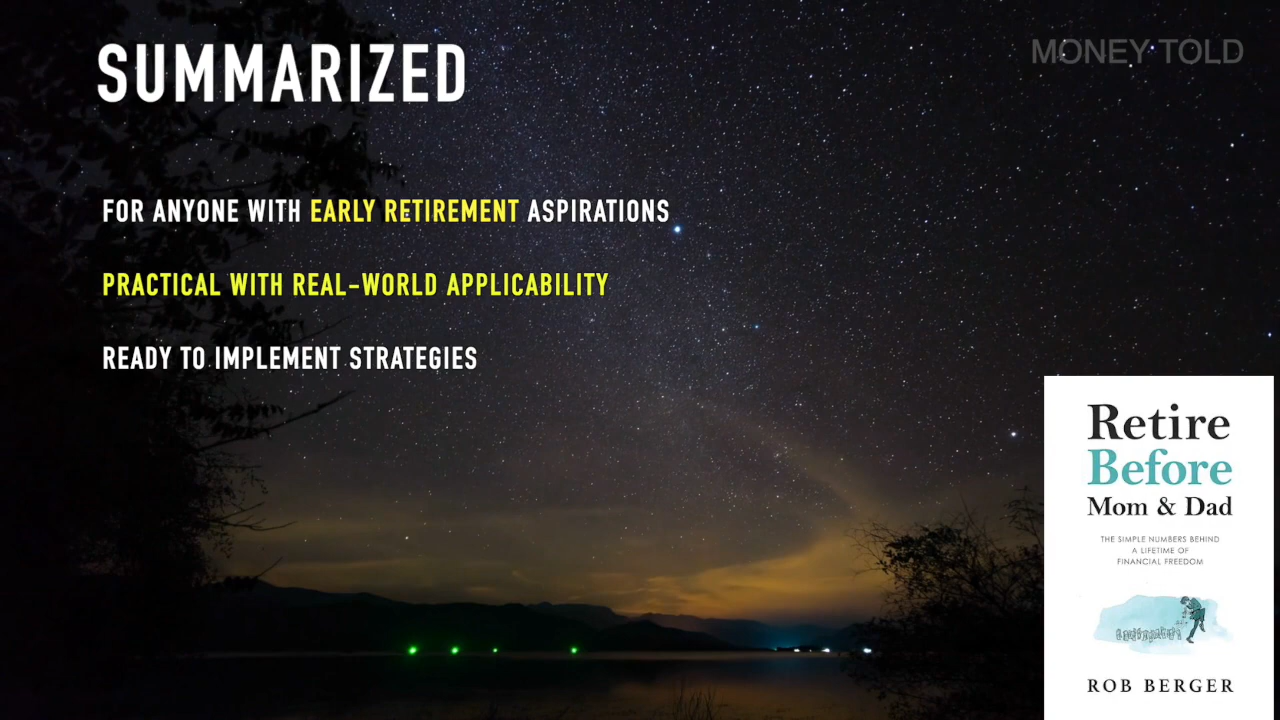 SUMMARIZED
MONEY TOLD
FOR ANYONE WITH EARLY RETIREMENT ASPIRATIONS
PRACTICAL WITH REAL-WORLD APPLICABILITY
READY TO IMPLEMENT STRATEGIES
Retire
Before
Mom & Dad
THE SIMPLE NUMBERS BEHIND
A LIFETIME OF
FINANCIAL FREEDOM
ROB BERGER